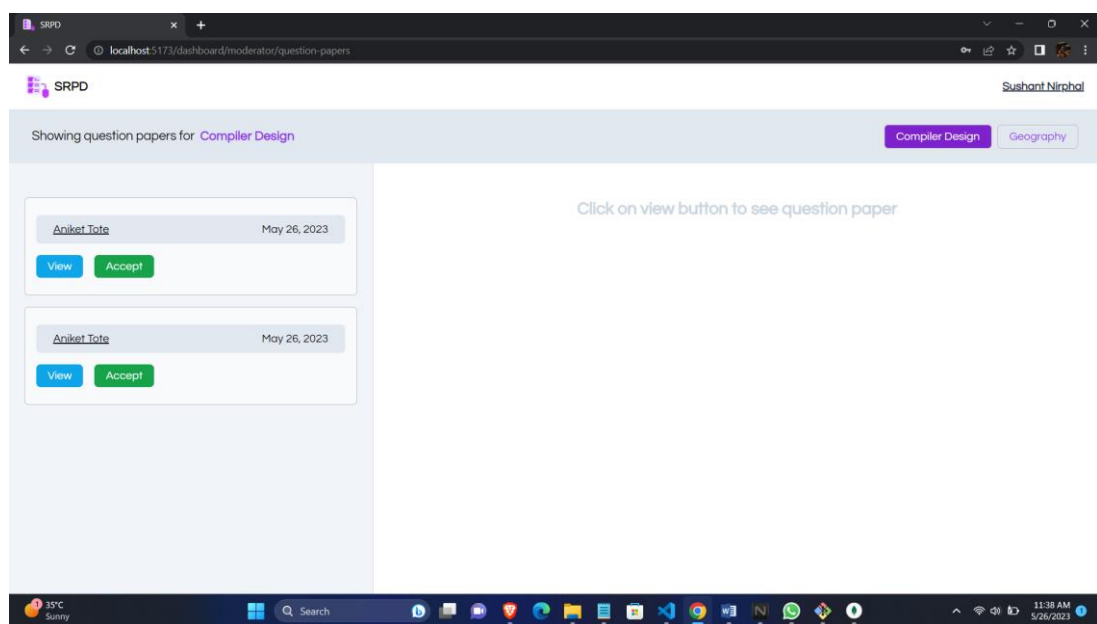 SRPD
localhost:5173/dashboard/moderator/question-papers
SRPD
Sushant Nirphal
Showing question papers for Compiler Design
Compiler Design
Geography
Click on view button to see question paper
Aniket Tote May 26, 2023
View Accept
Aniket Tote May 26, 2023
View Accept
1
35°C
Sunny
Search
11:38 AM
5/26/2023
1